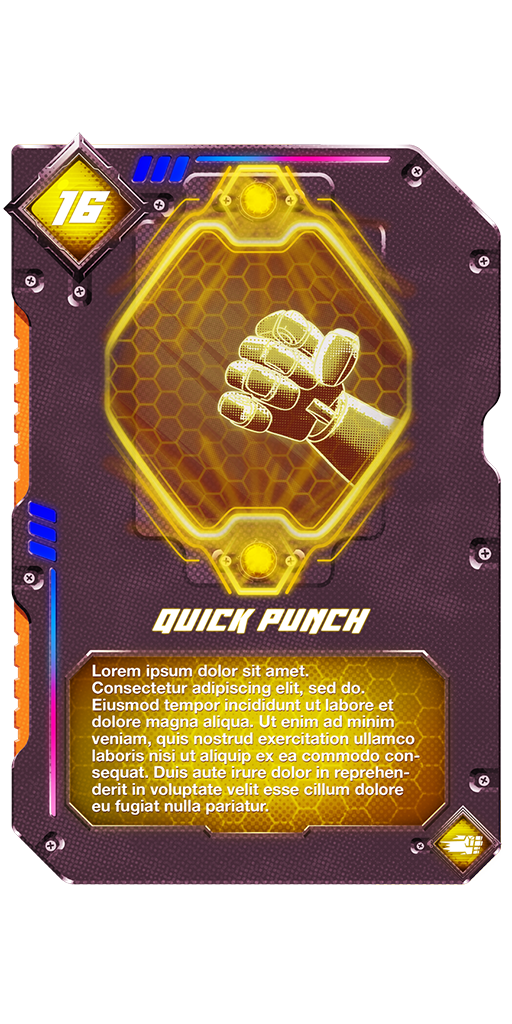 16
QUICK PUNCH
Lorem ipsum dolor sit amet.
Consectetur adipiscing elit, sed do.
Eiusmod tempor incididunt ut labore et
dolore magna aliqua. Ut enim ad minim
veniam, quis nostrud exercitation ullamco
laboris nisi ut aliquip ex ea commodo con-
sequat. Duis aute irure dolor in reprehen-
derit in voluptate velit esse cillum dolore
eu fugiat nulla pariatur.